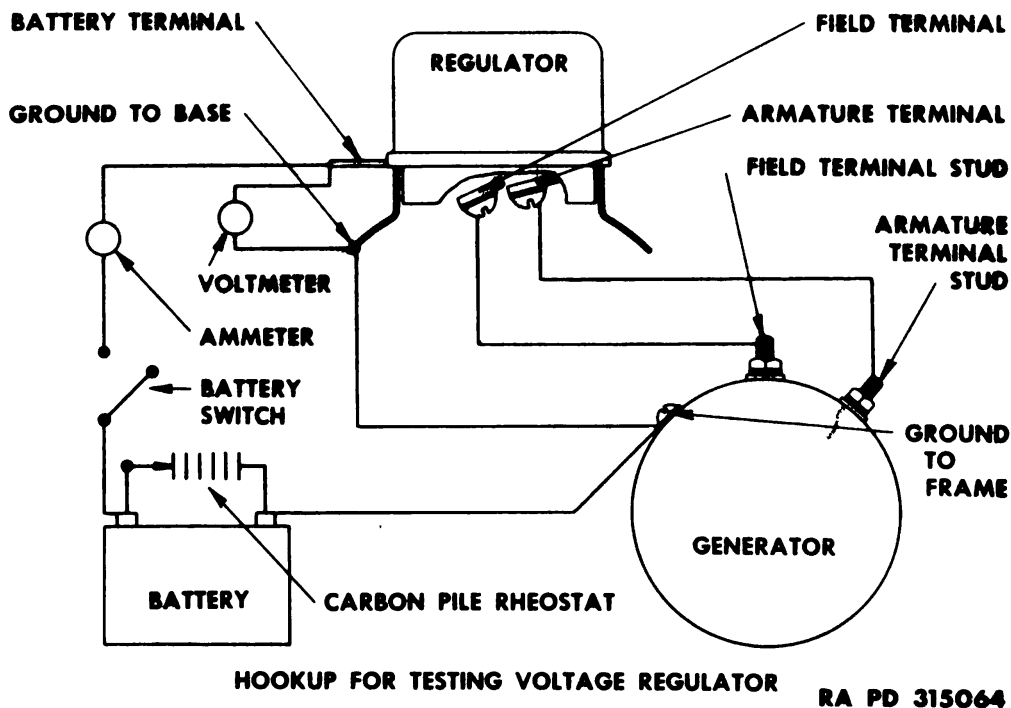 BATTERY TERMINAL
FIELD TERMINAL
REGULATOR
GROUND TO BASE
ARMATURE TERMINAL
FIELD TERMINAL STUD
ARMATURE
TERMINAL
STUD
VOLTMETER
AMMETER
BATTERY
SWITCH
GROUND
TO
FRAME
GENERATOR
BATTERY
CARBON PILE RHEOSTAT
HOOKUP FOR TESTING VOLTAGE REGULATOR
RA PD 315064